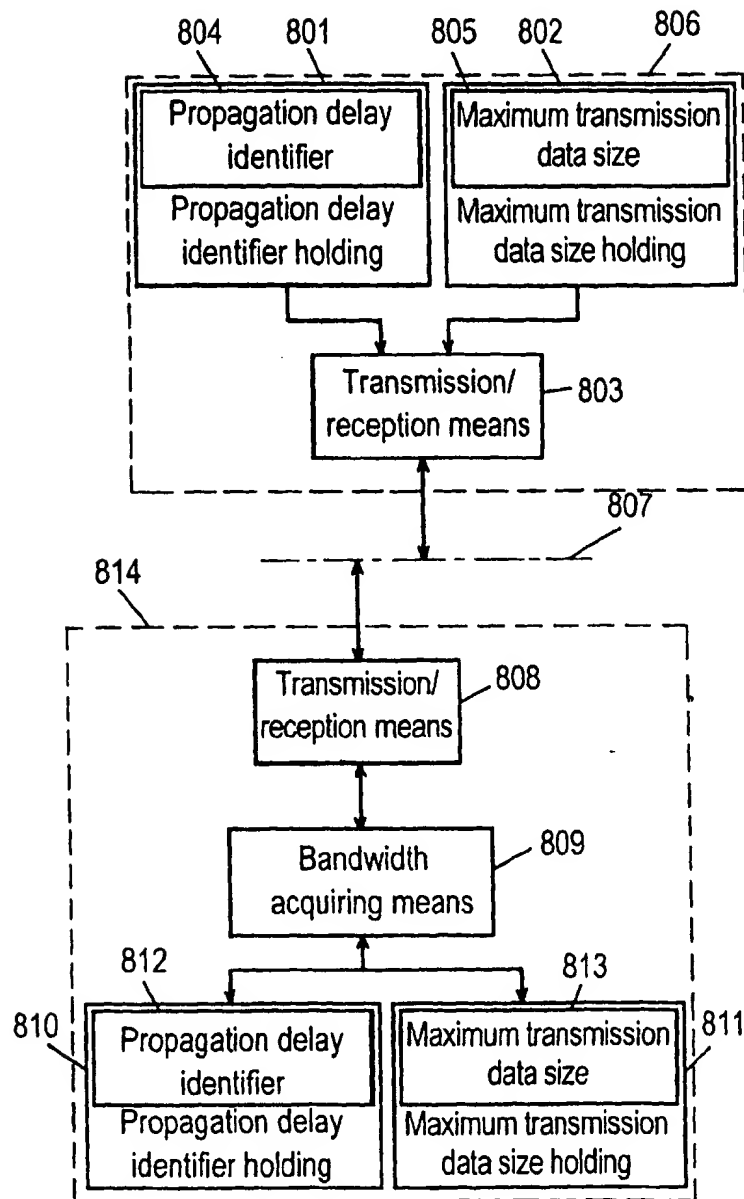 804 801 805 802 806
Propagation delay
identifier
Propagation delay
identifier holding
Maximum transmission
data size
Maximum transmission
data size holding
Transmission/
reception means
803
807
814
Transmission/
reception means
808
Bandwidth
acquiring means
809
812 813
810
Propagation delay
identifier
Propagation delay
identifier holding
Maximum transmission
data size
Maximum transmission
data size holding
811